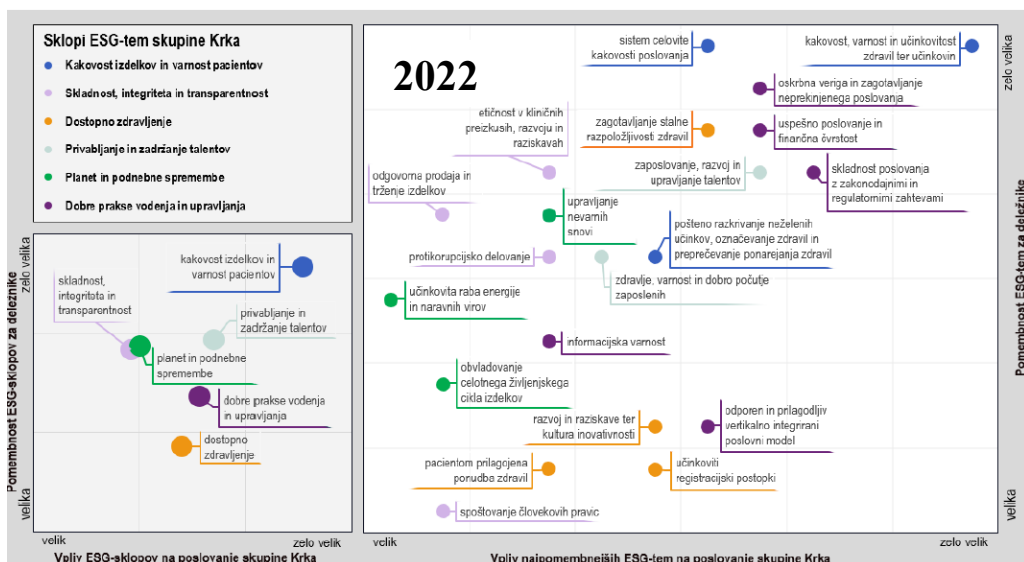 Sklopi ESG-tem skupine Krka
Kakovost izdelkov in varnost pacientov
Skladnost, integriteta in transparentnost
Dostopno zdravljenje
Privabljanje in zadržanje talentov
Planet in podnebne spremembe
Dobre prakse vodenja in upravljanja
Pomembnost ESG-sklopov za deležnike
zelo velika
velika
kakovost izdelkov in
varnost pacientov
skladnost,
integriteta in
transparentnost
privabljanje in
zadržanje talentov
planet in podnebne
spremembe
dobre prakse vodenja
in upravljanja
dostopno
zdravljenje
velik
zelo velik
Vpliv ESG-sklopov na poslovanje skupine Krka
2022
sistem celovite
kakovosti poslovanja
kakovost, varnost in učinkovitost
zdravil ter učinkovin
oskrbna veriga in zagotavljanje
neprekinjenega poslovanja
etičnost v kliničnih
preizkusih, razvoju in
raziskavah
zagotavljanje stalne
razpoložljivosti zdravil
uspešno poslovanje in
finančna čvrstost
odgovorna prodaja in
trženje izdelkov
zaposlovanje, razvoj in
upravljanje talentov
skladnost poslovanja
z zakonodajnimi in
regulatornimi zahtevami
upravljanje
nevarnih
snovi
pošteno razkrivanje neželenih
učinkov, označevanje zdravil in
preprečevanje ponarejanja zdravil
protikorupcijsko delovanje
zdravlje, varnost in dobro počutje
zaposlenih
učinkovita raba energije
in naravnih virov
informacijska varnost
obvladovanje
celotnega življenjskega
cikla izdelkov
razvoj in raziskave ter
kultura inovativnosti
odporen in prilagodljiv
vertikalno integrirani
poslovni model
pacientom prilagojena
ponudba zdravil
učinkoviti
registracijski postopki
spoštovanje človekovih pravic
velik
zelo velik
Vpliv najpomembnejših ESG-tem na poslovanje skupine Krka
zelo velika
velika
Pomembnost ESG-tem za deležnike